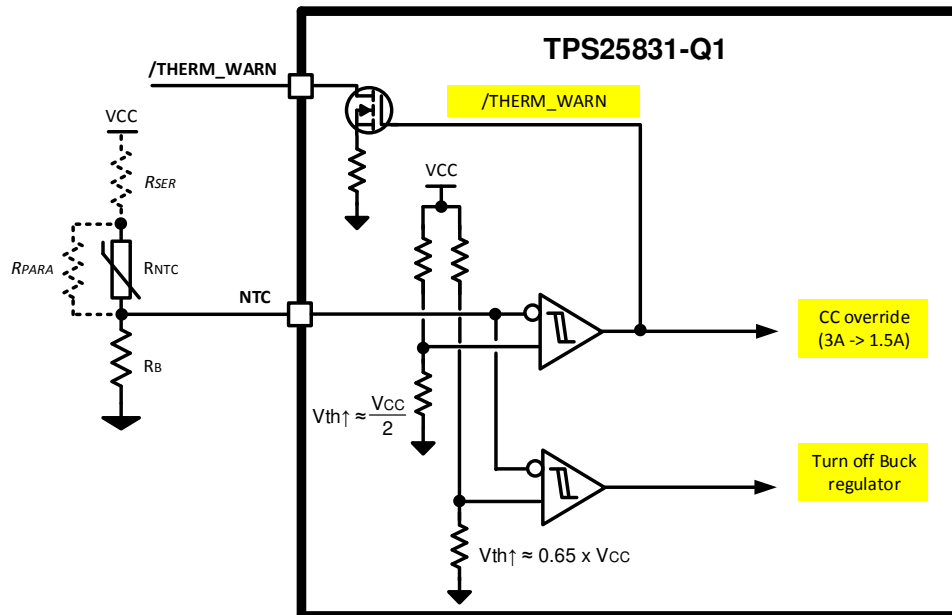 TPS25831-Q1
/THERM_WARN
/THERM_WARN
VCC
RSER
VCC
RPARA
RNTC
NTC
CC override
(3A -> 1.5A)
RB
Vth↑ ≈ VCC/2
Turn off Buck
regulator
Vth↑ ≈ 0.65 x VCC